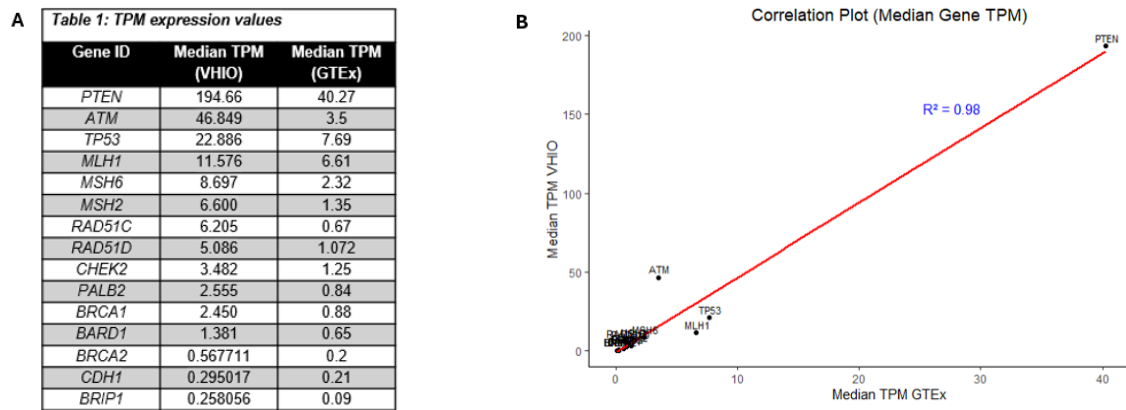 A
Table 1: TPM expression values
Gene ID Median TPM (VHIO) Median TPM (GTEx)
PTEN 194.66 40.27
ATM 46.849 3.5
TP53 22.886 7.69
MLH1 11.576 6.61
MSH6 8.697 2.32
MSH2 6.600 1.35
RAD51C 6.205 0.67
RAD51D 5.086 1.072
CHEK2 3.482 1.25
PALB2 2.555 0.84
BRCA1 2.450 0.88
BARD1 1.381 0.65
BRCA2 0.567711 0.2
CDH1 0.295017 0.21
BRIP1 0.258056 0.09
B
Correlation Plot (Median Gene TPM)
Median TPM VHIO
200
150
100
50
0
PTEN
R² = 0.98
ATM
TP53
MLH1
0 10 20 30 40
Median TPM GTEx